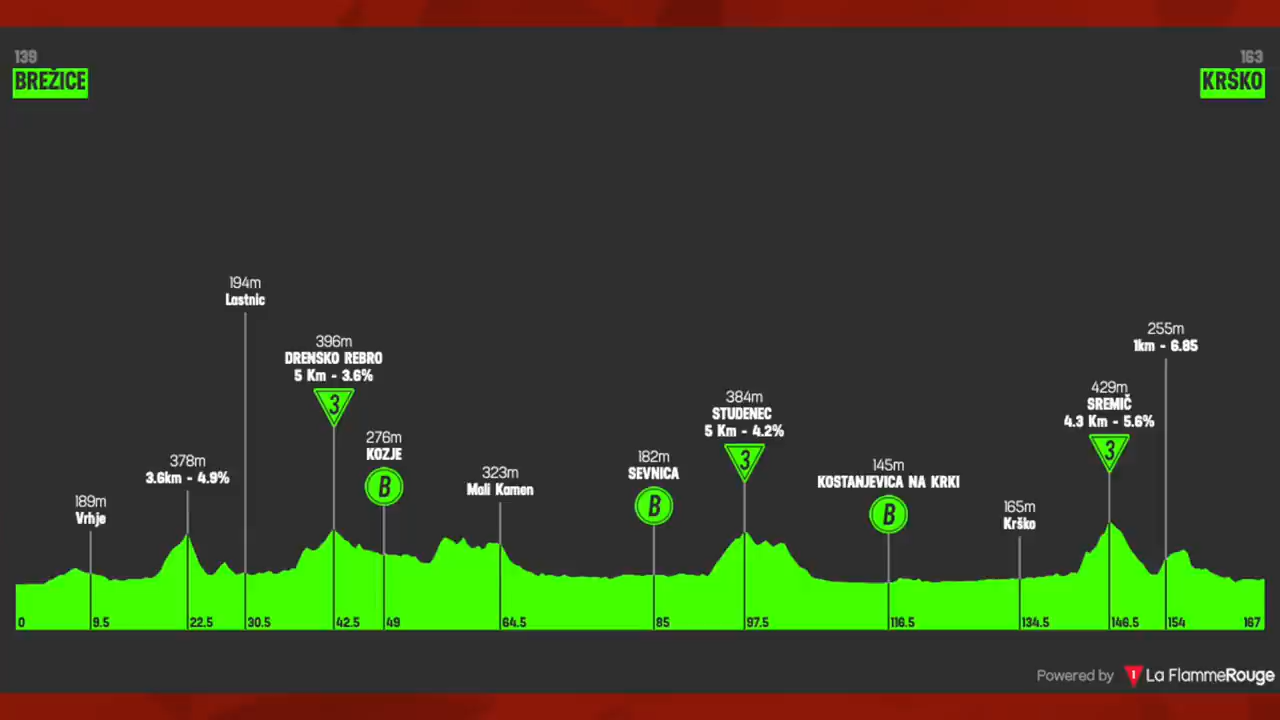 139
BREŽICE
163
KRŠKO
189m
Vrhje
378m
3.6km - 4.9%
194m
Lastnic
396m
DRENSKO REBRO
5 Km - 3.6%
3
276m
KOZJE
B
323m
Mali Kamen
182m
SEVNICA
B
384m
STUDENEC
5 Km - 4.2%
3
145m
KOSTANJEVICA NA KRKI
B
165m
Krško
429m
SREMIČ
4.3 Km - 5.6%
3
255m
1km - 6.85
0
9.5
22.5
30.5
42.5
49
64.5
85
97.5
116.5
134.5
146.5
154
167
Powered by La FlammeRouge